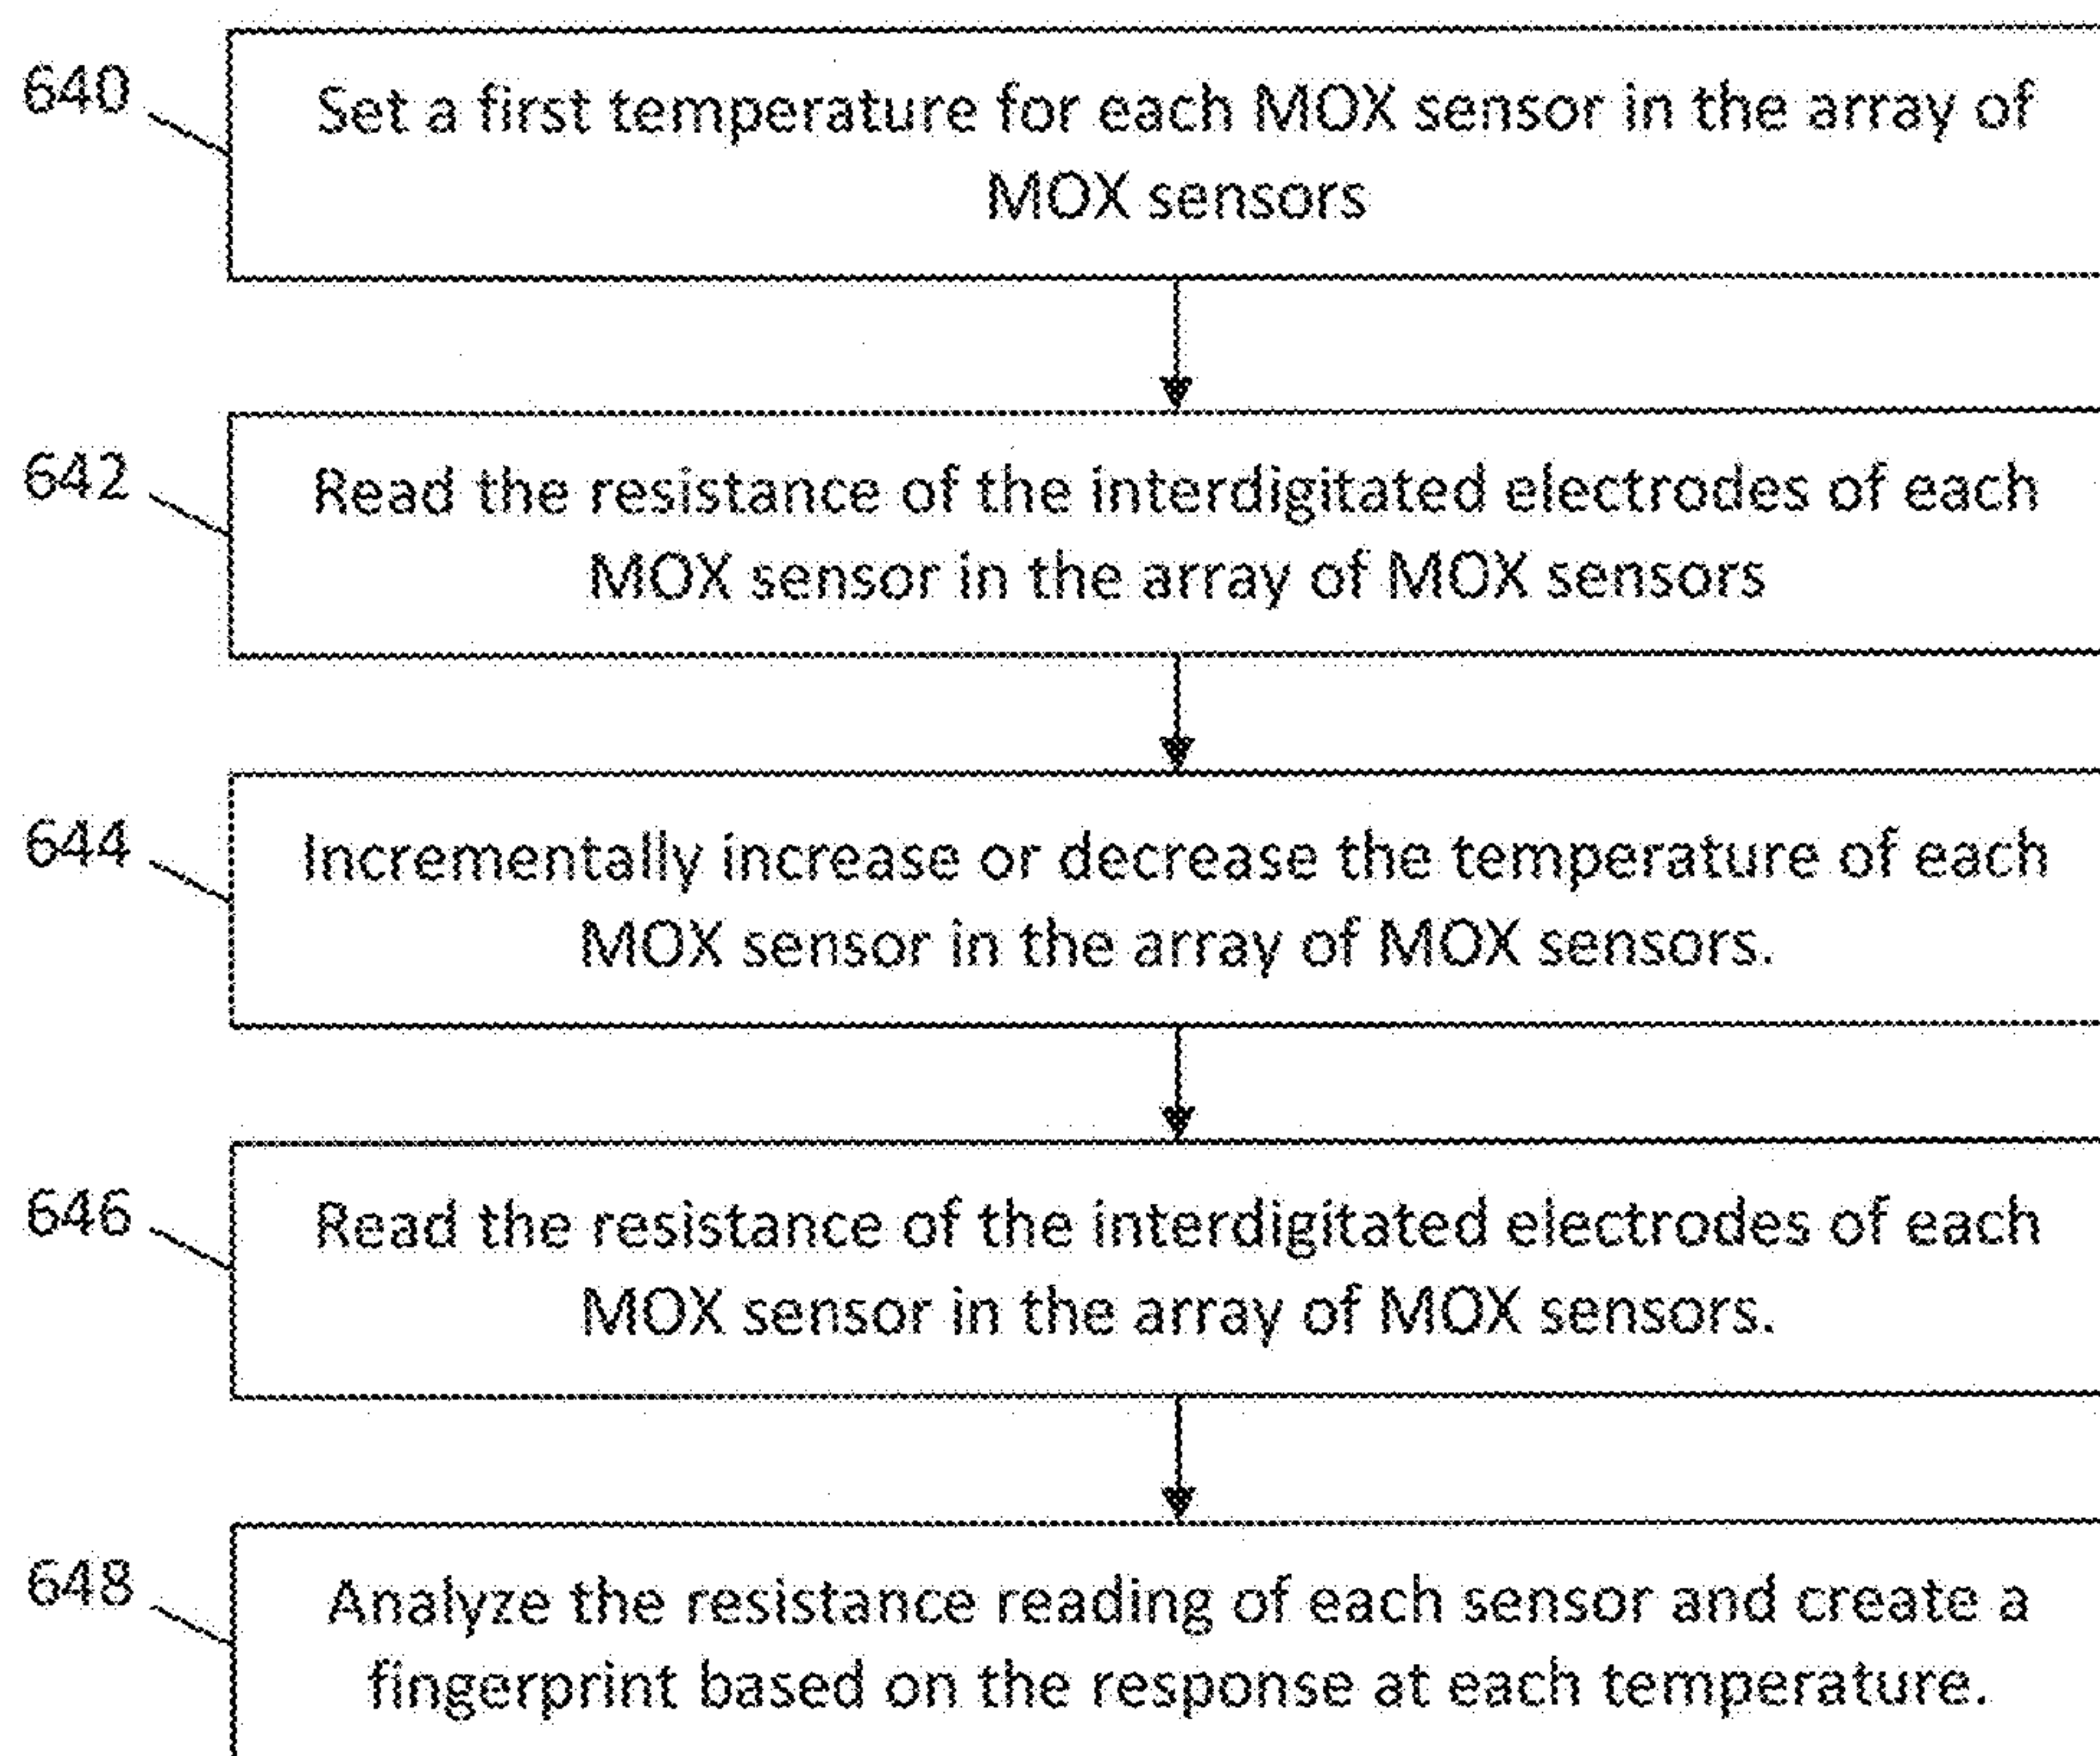 640
Set a first temperature for each MOX sensor in the array of
MOX sensors
642
Read the resistance of the interdigitated electrodes of each
MOX sensor in the array of MOX sensors
644
Incrementally increase or decrease the temperature of each
MOX sensor in the array of MOX sensors.
646
Read the resistance of the interdigitated electrodes of each
MOX sensor in the array of MOX sensors.
648
Analyze the resistance reading of each sensor and create a
fingerprint based on the response at each temperature.